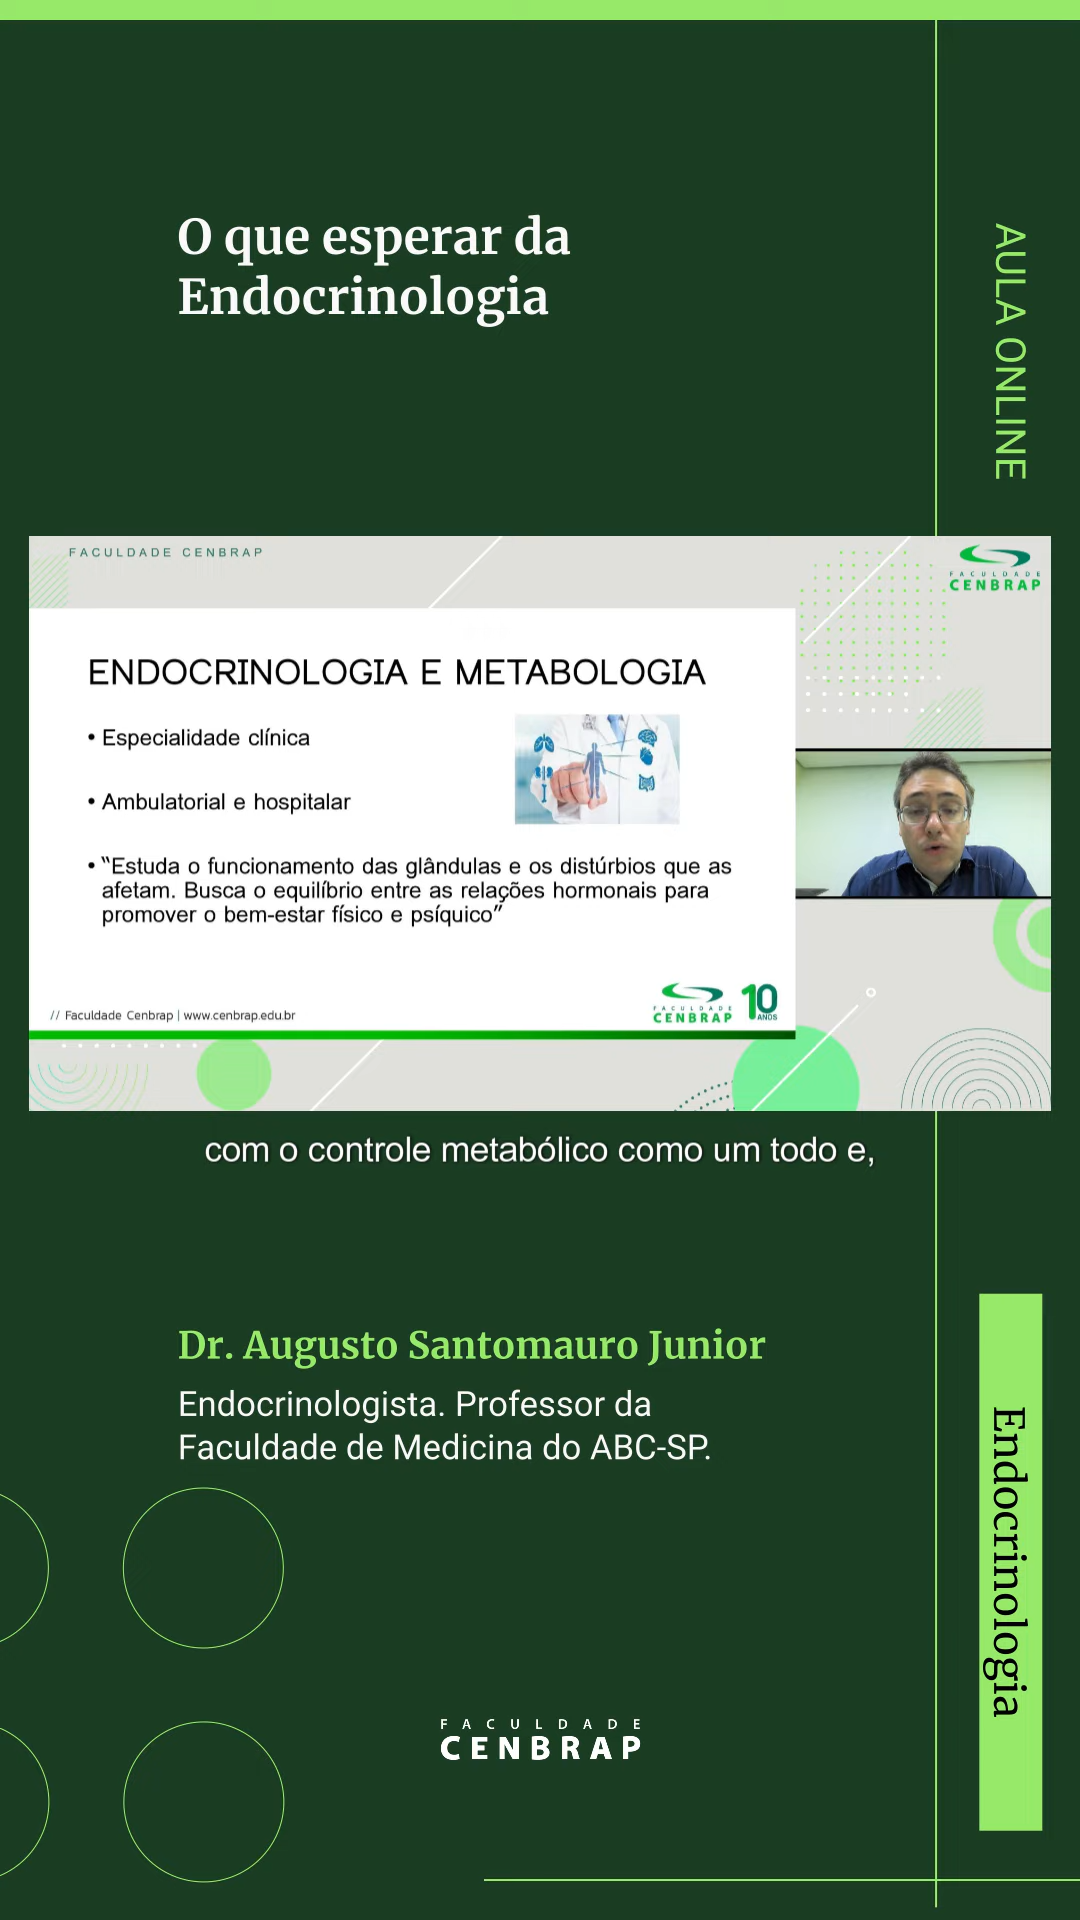 O que esperar da
Endocrinologia
AULA ONLINE
FACULDADE CENBRAP
FACULDADE
CENBRAP
ENDOCRINOLOGIA E METABOLOGIA
• Especialidade clínica
• Ambulatorial e hospitalar
• “Estuda o funcionamento das glândulas e os distúrbios que as
afetam. Busca o equilíbrio entre as relações hormonais para
promover o bem-estar físico e psíquico”
// Faculdade Cenbrap | www.cenbrap.edu.br
FACULDADE
CENBRAP
10
ANOS
com o controle metabólico como um todo e,
Dr. Augusto Santomauro Junior
Endocrinologista. Professor da
Faculdade de Medicina do ABC-SP.
Endocrinologia
FACULDADE
CENBRAP